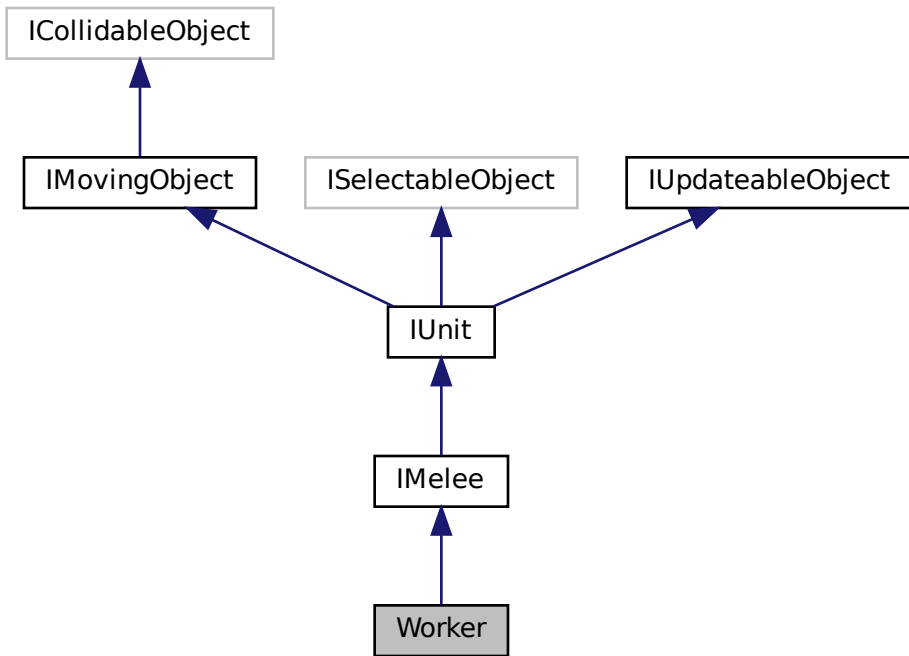 ICollidableObject
IMovingObject
ISelectableObject
IUpdateableObject
IUnit
IMelee
Worker